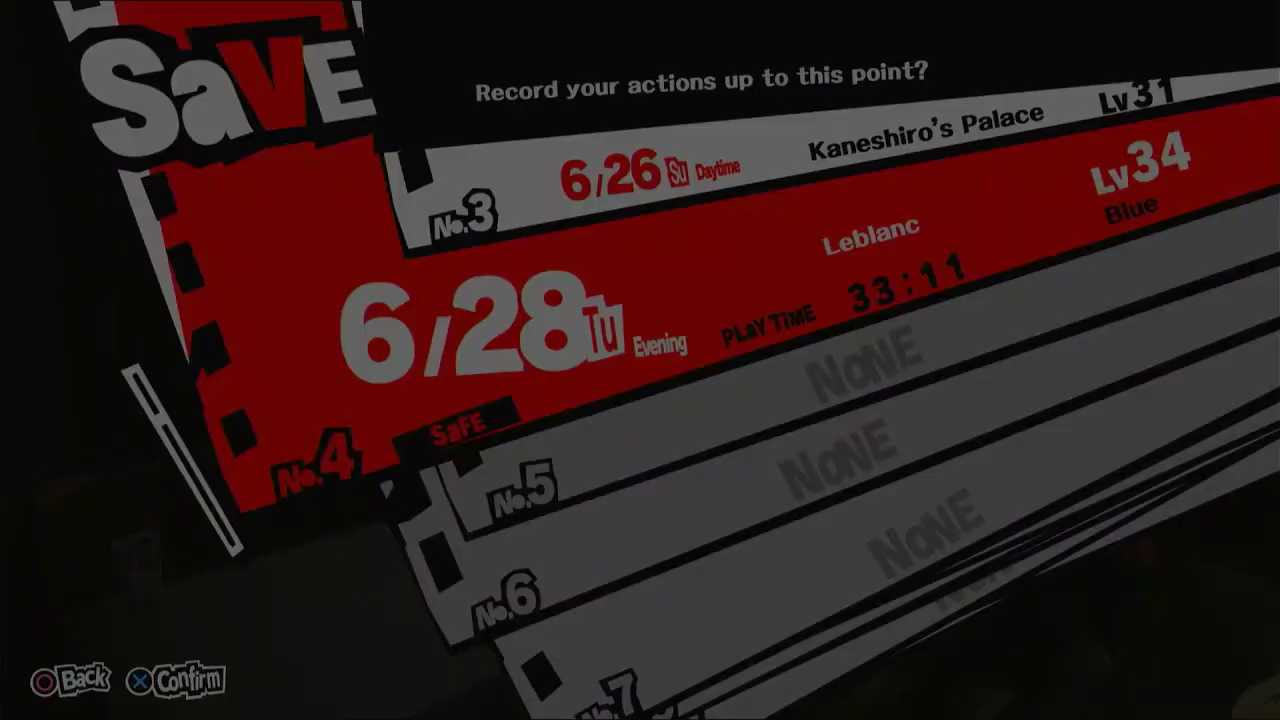 SaVE
Record your actions up to this point?
No.3 6/26 Su Daytime Kaneshiro's Palace Lv31
6/28 Tu Evening Leblanc Lv34
PLaY TiME 33:11 Blue
No.4 SaFE
No.5 NoNE
No.6 NoNE
No.7 NoNE
Back Confirm